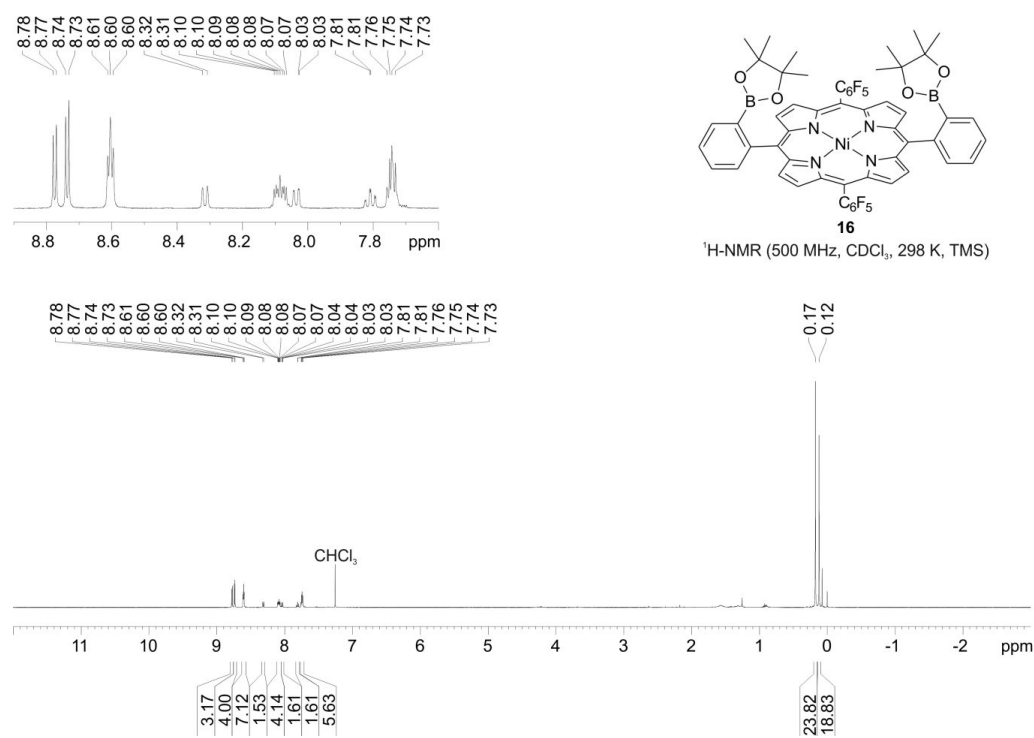 8.78 8.77 8.74 8.73 8.61 8.60 8.60 8.32 8.31 8.10 8.10 8.09 8.08 8.08 8.07 8.07 8.03 8.03 7.81 7.81 7.76 7.75 7.74 7.73
8.8 8.6 8.4 8.2 8.0 7.8 ppm
O O
B
C₆F₅
O
B
O
N N
Ni
N N
C₆F₅
16
¹H-NMR (500 MHz, CDCl₃, 298 K, TMS)
8.78 8.77 8.74 8.73 8.61 8.60 8.60 8.32 8.31 8.10 8.10 8.09 8.08 8.08 8.07 8.07 8.04 8.04 8.03 8.03 7.81 7.81 7.76 7.75 7.74 7.73
0.17 0.12
CHCl₃
11 10 9 8 7 6 5 4 3 2 1 0 -1 -2 ppm
3.17 4.00 7.12 1.53 4.14 1.61 1.61 5.63
23.82 18.83